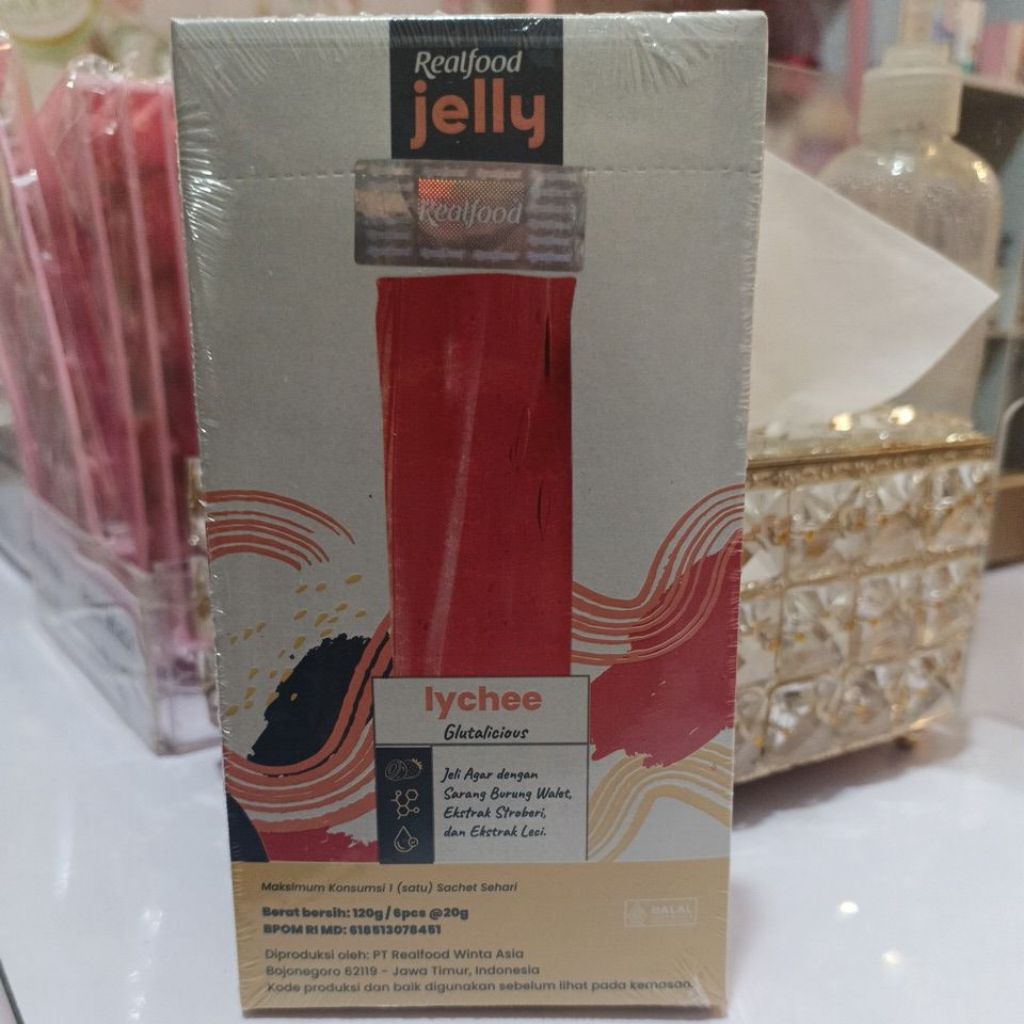 Realfood
jelly
Realfood
lychee
Glutalicious
Jeli Agar dengan
Sarang Burung Walet,
Ekstrak Stroberi,
dan Ekstrak Leci.
Maksimum Konsumsi 1 (satu) Sachet Sehari
Berat bersih: 120g / 6pcs @20g
BPOM RI MD: 618513078451
HALAL
Diproduksi oleh: PT Realfood Winta Asia
Bojonegoro 62119 - Jawa Timur, Indonesia
Kode produksi dan baik digunakan sebelum lihat pada kemasan.